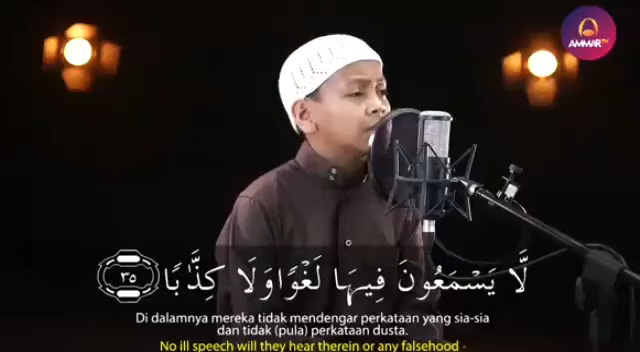 AMMAR TV
لَّا يَسْمَعُونَ فِيهَا لَغْوًا وَلَا كِذَّٰبًا ٣٥
Di dalamnya mereka tidak mendengar perkataan yang sia-sia
dan tidak (pula) perkataan dusta.
No ill speech will they hear therein or any falsehood -